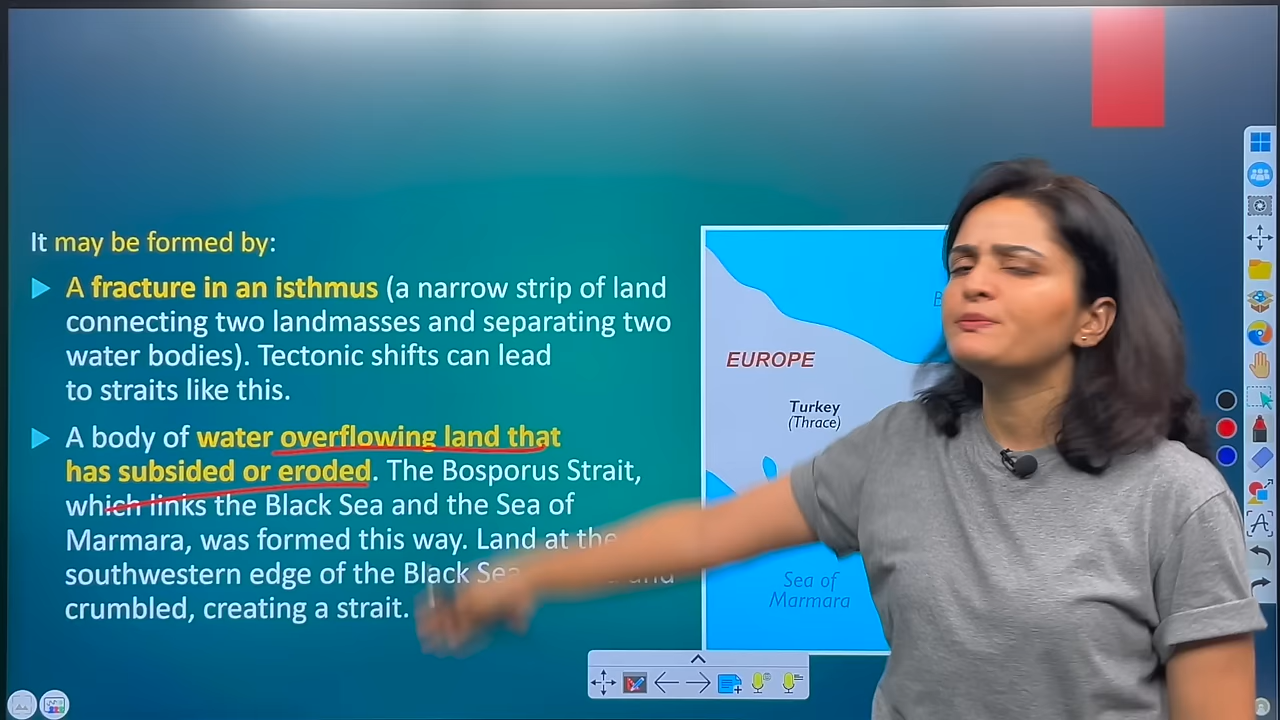 It may be formed by:
A fracture in an isthmus (a narrow strip of land
connecting two landmasses and separating two
water bodies). Tectonic shifts can lead
to straits like this.
A body of water overflowing land that
has subsided or eroded. The Bosporus Strait,
which links the Black Sea and the Sea of
Marmara, was formed this way. Land at the
southwestern edge of the Black Sea
crumbled, creating a strait.
EUROPE
Turkey
(Thrace)
Sea of
Marmara